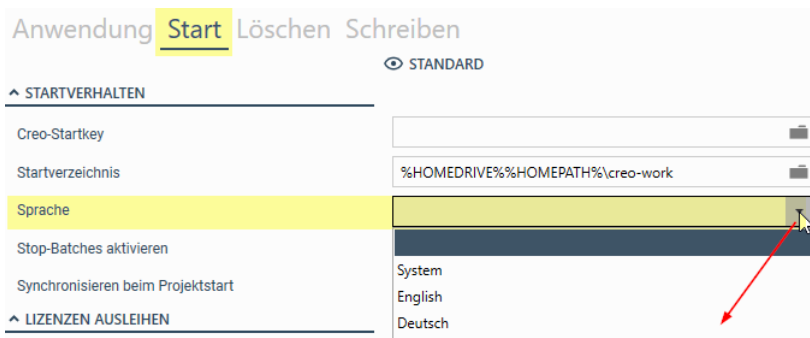 Anwendung Start Löschen Schreiben
STANDARD
STARTVERHALTEN
Creo-Startkey
Startverzeichnis %HOMEDRIVE%%HOMEPATH%\creo-work
Sprache
Stop-Batches aktivieren
System
Synchronisieren beim Projektstart
English
LIZENZEN AUSLEIHEN
Deutsch